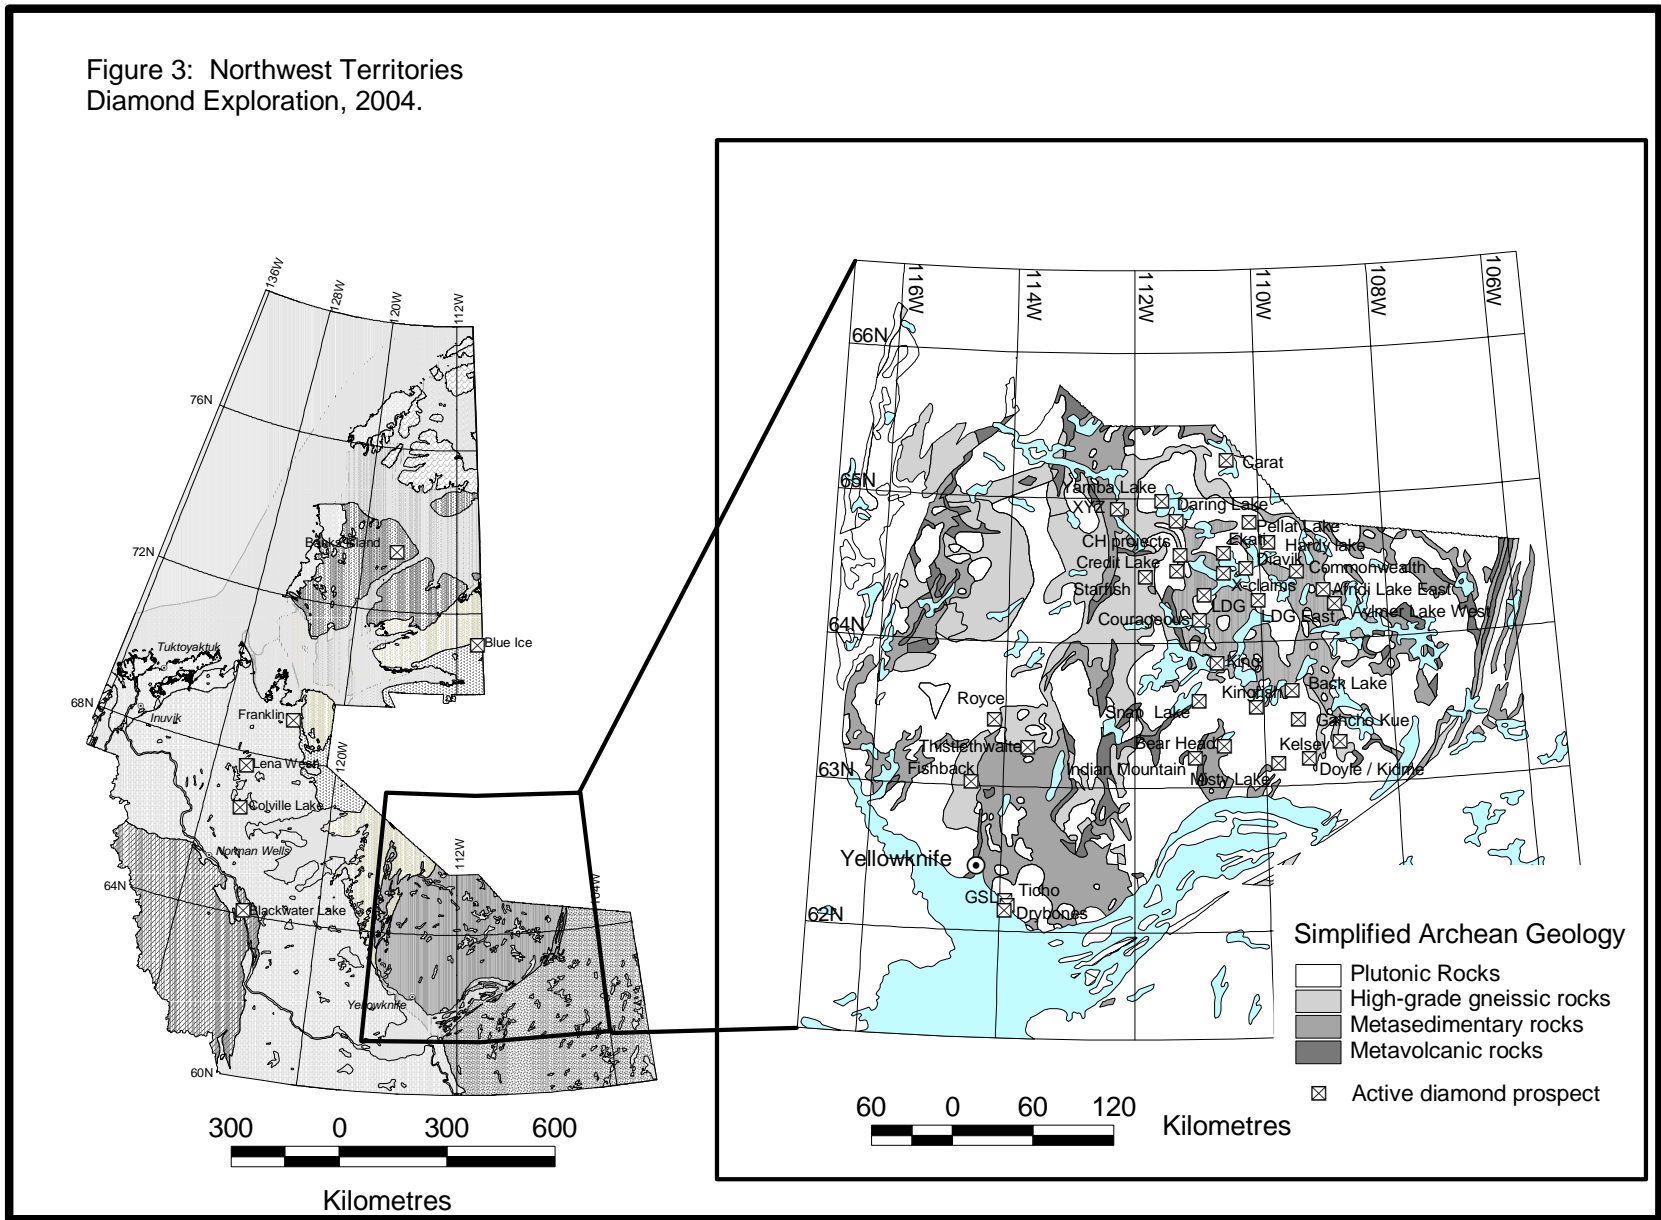 Figure 3: Northwest Territories
Diamond Exploration, 2004.
136W
128W
120W
112W
76N
72N
Banks Island
Blue Ice
Tuktoyaktuk
68N
Inuvik
Franklin
Lena West
120W
Colville Lake
Norman Wells
112W
64N
104W
Blackwater Lake
Yellowknife
60N
300 0 300 600
Kilometres
116W
114W
112W
110W
108W
106W
66N
Carat
65N
Yamba Lake
XYZ
Daring Lake
Pellat Lake
CH projects
Ekati
Hardy lake
Credit Lake
Diavik
Commonwealth
Starfish
X-claims
Afridi Lake East
LDG
Aylmer Lake West
Courageous
LDG East
64N
King
Back Lake
Royce
Snap Lake
Gahcho Kue
Thistlethwaite
Bear Head
Kelsey
63N
Fishback
Indian Mountain
Misty Lake
Doyle / Kidme
Yellowknife
GSL
Ticho
Drybones
62N
Simplified Archean Geology
Plutonic Rocks
High-grade gneissic rocks
Metasedimentary rocks
Metavolcanic rocks
Active diamond prospect
60 0 60 120
Kilometres